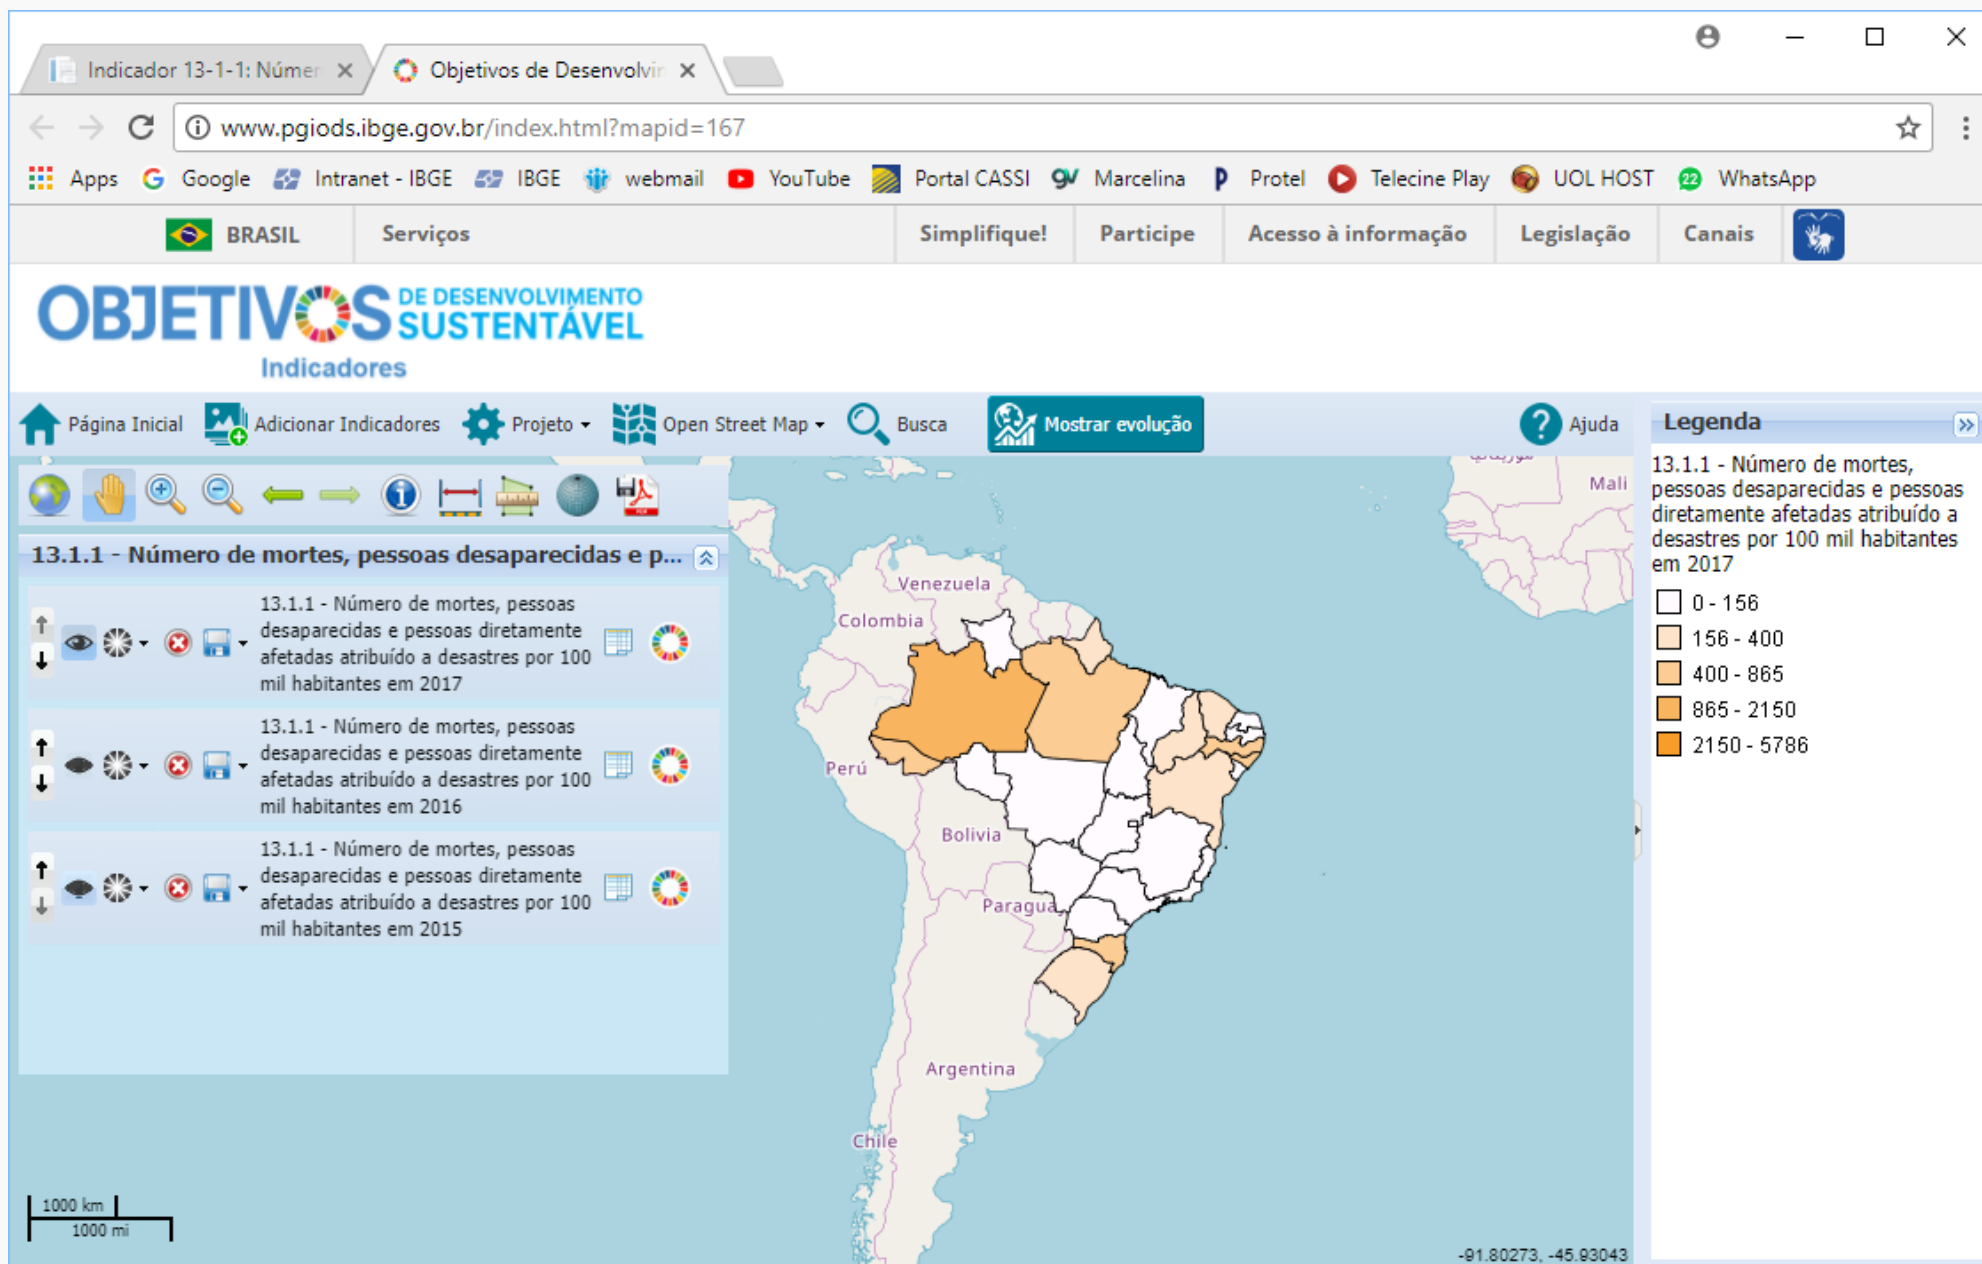 Indicador 13-1-1: Númer
Objetivos de Desenvolvin
www.pgiods.ibge.gov.br/index.html?mapid=167
Apps Google Intranet - IBGE IBGE webmail YouTube Portal CASSI Marcelina Protel Telecine Play UOL HOST 22 WhatsApp
BRASIL Serviços Simplifique! Participe Acesso à informação Legislação Canais
OBJETIVOS DE DESENVOLVIMENTO
SUSTENTÁVEL
Indicadores
Página Inicial Adicionar Indicadores Projeto Open Street Map Busca Mostrar evolução Ajuda
Legenda
13.1.1 - Número de mortes,
pessoas desaparecidas e pessoas
diretamente afetadas atribuído a
desastres por 100 mil habitantes
em 2017
0 - 156
156 - 400
400 - 865
865 - 2150
2150 - 5786
13.1.1 - Número de mortes, pessoas desaparecidas e p...
13.1.1 - Número de mortes, pessoas
desaparecidas e pessoas diretamente
afetadas atribuído a desastres por 100
mil habitantes em 2017
13.1.1 - Número de mortes, pessoas
desaparecidas e pessoas diretamente
afetadas atribuído a desastres por 100
mil habitantes em 2016
13.1.1 - Número de mortes, pessoas
desaparecidas e pessoas diretamente
afetadas atribuído a desastres por 100
mil habitantes em 2015
Mali
Venezuela
Colombia
Perú
Bolivia
Paragua
Argentina
Chile
1000 km
1000 mi
-91.80273, -45.93043